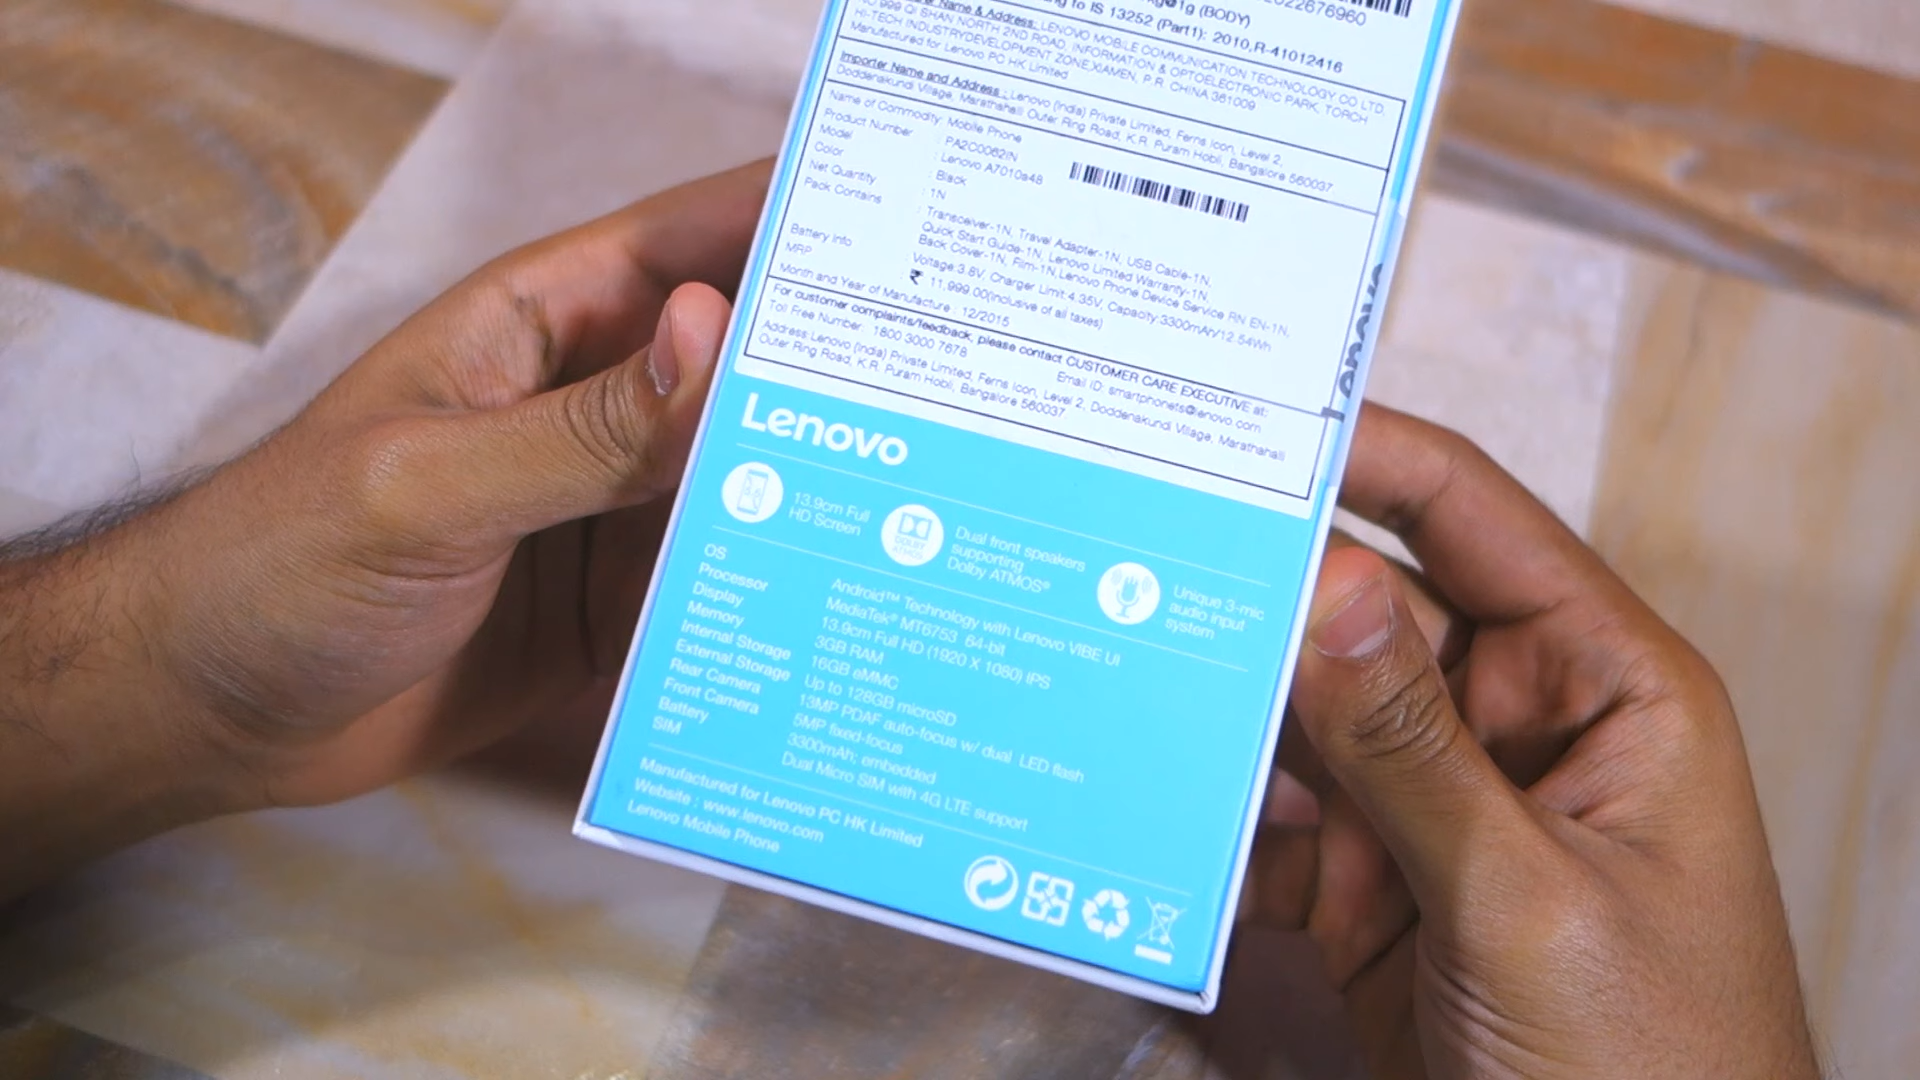 2022676960
kg@1g (BODY)
ng to IS 13252 (Part1): 2010,R-41012416
Name & Address: LENOVO MOBILE COMMUNICATION TECHNOLOGY CO LTD.
NO.999 QI SHAN NORTH 2ND ROAD, INFORMATION & OPTOELECTRONIC PARK, TORCH
HI-TECH INDUSTRYDEVELOPMENT ZONE,XIAMEN, P.R. CHINA 361009
Manufactured for Lenovo PC HK Limited
Importer Name and Address : Lenovo (India) Private Limited, Ferns Icon, Level 2,
Doddenakundi Village, Marathahalli Outer Ring Road, K.R. Puram Hobli, Bangalore 560037
Name of Commodity: Mobile Phone
Product Number : PA2C0062IN
Model : Lenovo A7010a48
Color : Black
Net Quantity : 1N
Pack Contains : Transceiver-1N, Travel Adapter-1N, USB Cable-1N,
Quick Start Guide-1N, Lenovo Limited Warranty-1N,
Back Cover-1N, Film-1N,Lenovo Phone Device Service RN EN-1N,
Battery Info : Voltage:3.8V, Charger Limit:4.35V, Capacity:3300mAh/12.54Wh
MRP : ₹ 11,999.00(inclusive of all taxes)
Month and Year of Manufacture : 12/2015
For customer complaints/feedback, please contact CUSTOMER CARE EXECUTIVE at:
Toll Free Number: 1800 3000 7678 Email ID: smartphonets@lenovo.com
Address:Lenovo (India) Private Limited, Ferns Icon, Level 2, Doddenakundi Village, Marathahalli
Outer Ring Road, K.R. Puram Hobli, Bangalore 560037
Lenovo
Lenovo
5.5
13.9cm Full
HD Screen
DOLBY
ATMOS
Dual front speakers
supporting
Dolby ATMOS®
Unique 3-mic
audio input
system
OS Android™ Technology with Lenovo VIBE UI
Processor MediaTek® MT6753 64-bit
Display 13.9cm Full HD (1920 X 1080) IPS
Memory 3GB RAM
Internal Storage 16GB eMMC
External Storage Up to 128GB microSD
Rear Camera 13MP PDAF auto-focus w/ dual LED flash
Front Camera 5MP fixed-focus
Battery 3300mAh; embedded
SIM Dual Micro SIM with 4G LTE support
Manufactured for Lenovo PC HK Limited
Website : www.lenovo.com
Lenovo Mobile Phone